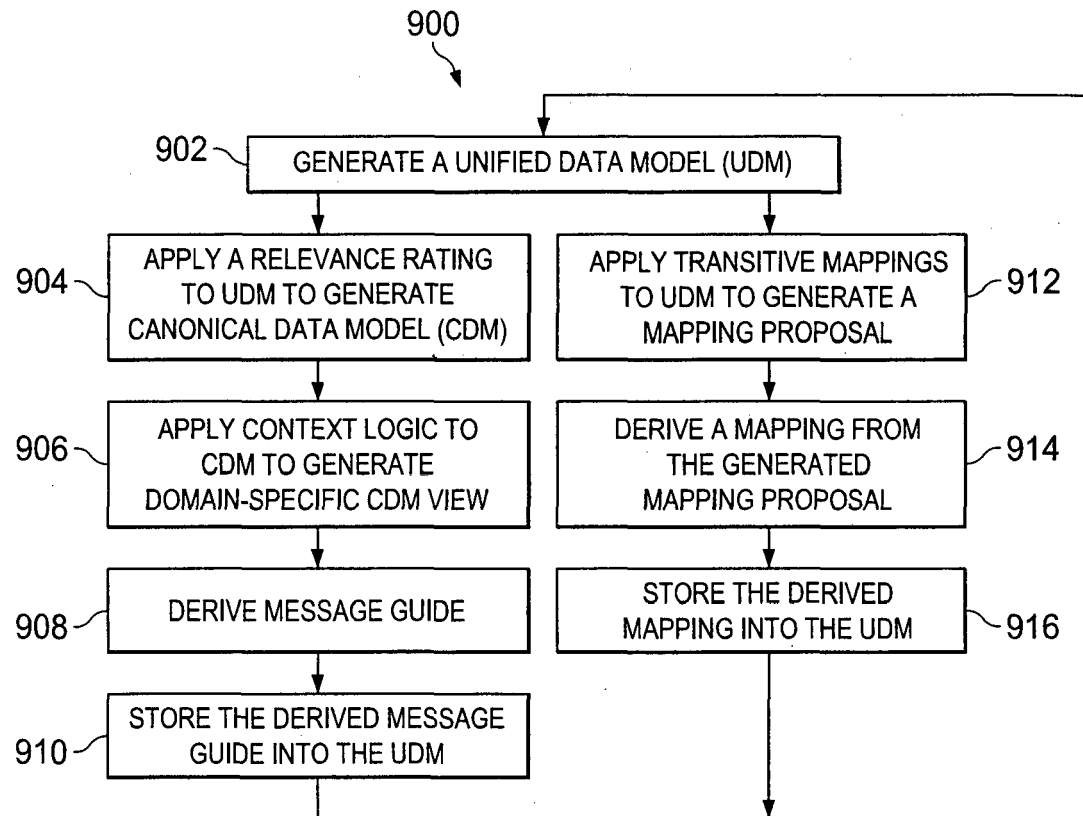 900
902
GENERATE A UNIFIED DATA MODEL (UDM)
904
APPLY A RELEVANCE RATING
TO UDM TO GENERATE
CANONICAL DATA MODEL (CDM)
APPLY TRANSITIVE MAPPINGS
TO UDM TO GENERATE A
MAPPING PROPOSAL
912
906
APPLY CONTEXT LOGIC TO
CDM TO GENERATE
DOMAIN-SPECIFIC CDM VIEW
DERIVE A MAPPING FROM
THE GENERATED
MAPPING PROPOSAL
914
908
DERIVE MESSAGE GUIDE
STORE THE DERIVED
MAPPING INTO THE UDM
916
910
STORE THE DERIVED MESSAGE
GUIDE INTO THE UDM